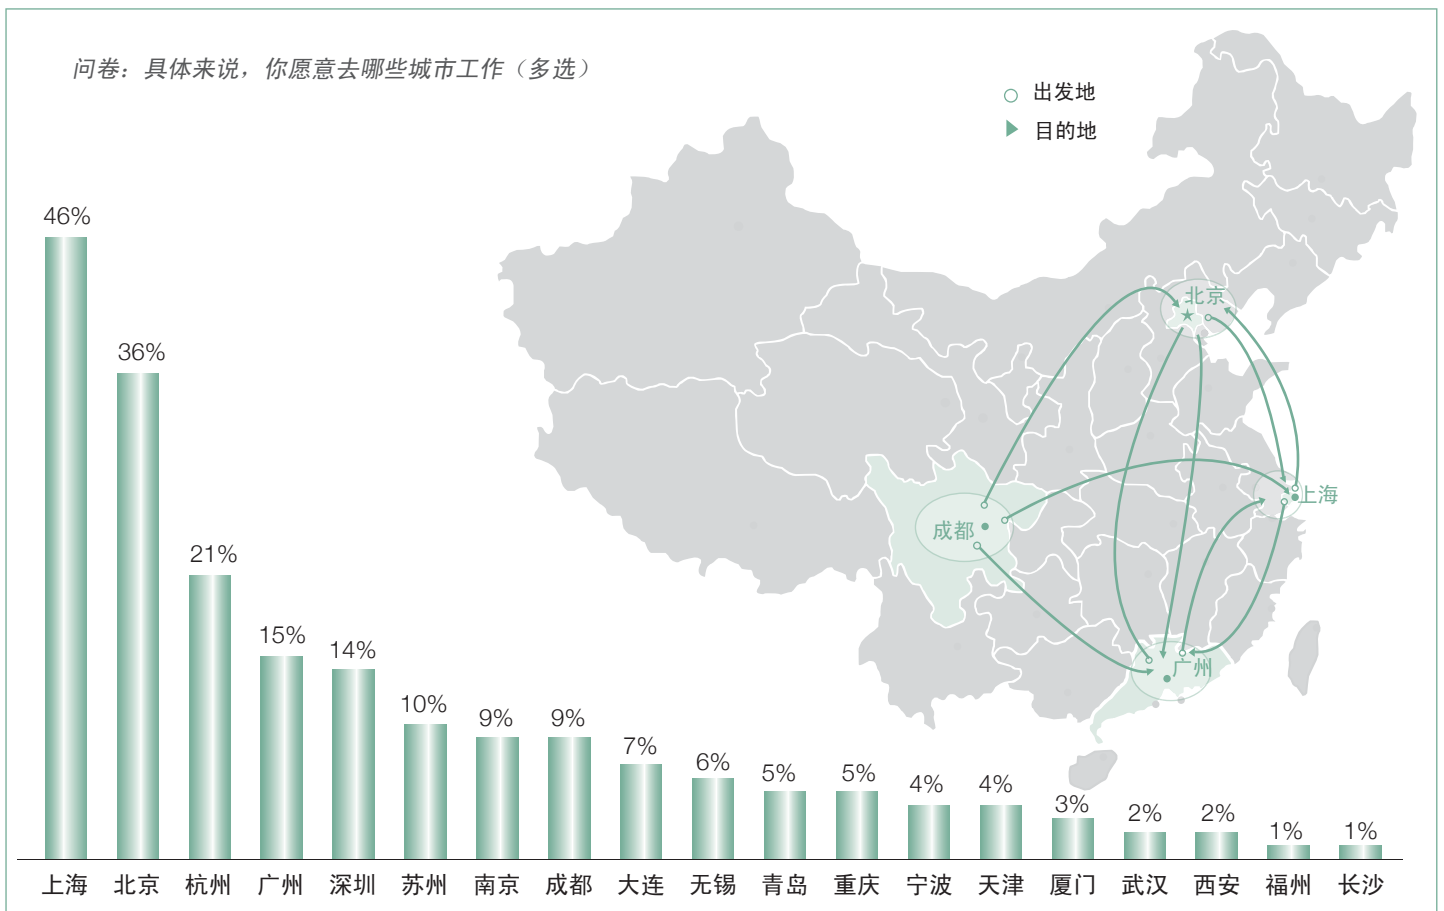 问卷：具体来说，你愿意去哪些城市工作（多选）
出发地
目的地
北京
上海
成都
广州
46%
36%
21%
15%
14%
10%
9%
9%
7%
6%
5%
5%
4%
4%
3%
2%
2%
1%
1%
上海 北京 杭州 广州 深圳 苏州 南京 成都 大连 无锡 青岛 重庆 宁波 天津 厦门 武汉 西安 福州 长沙